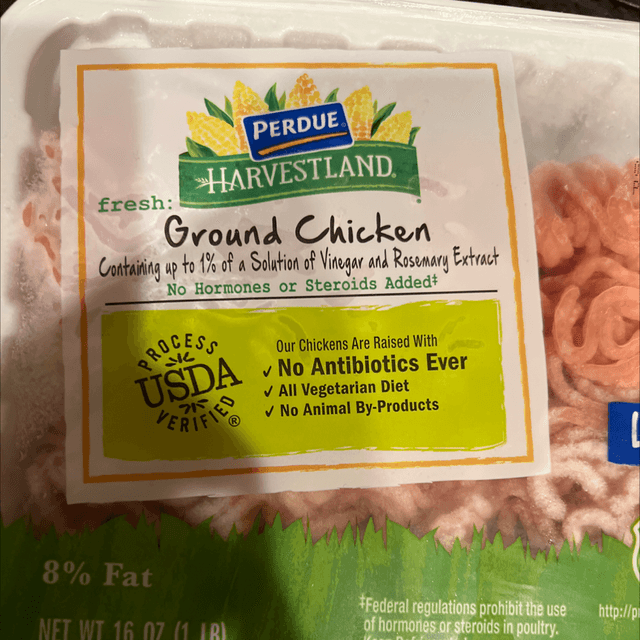 PERDUE®
HARVESTLAND®
fresh:
Ground Chicken
Containing up to 1% of a Solution of Vinegar and Rosemary Extract
No Hormones or Steroids Added‡
PROCESS
USDA
VERIFIED®
Our Chickens Are Raised With
✓ No Antibiotics Ever
✓ All Vegetarian Diet
✓ No Animal By-Products
8% Fat
NET WT 16 OZ (1 LB)
‡Federal regulations prohibit the use
of hormones or steroids in poultry.
http://p